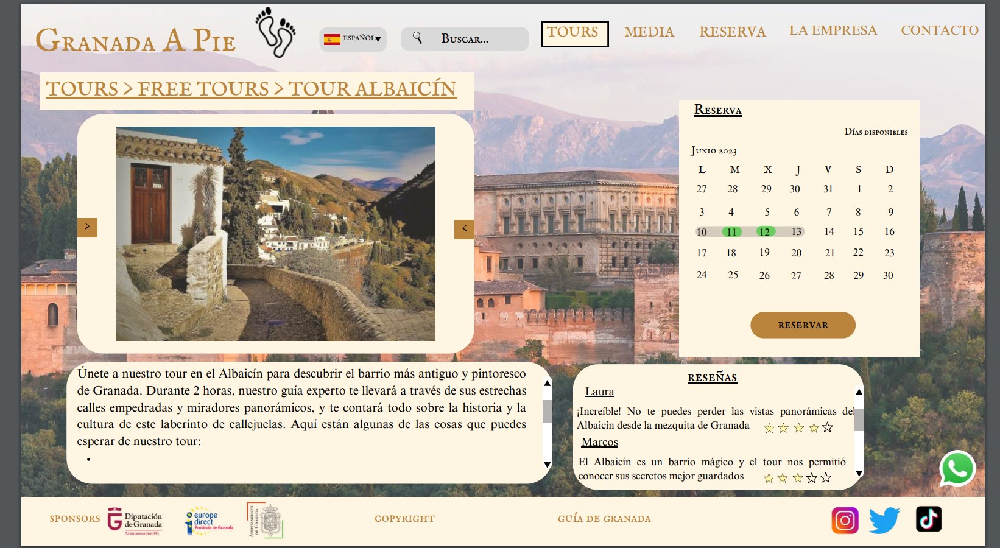 Granada A Pie
ESPAÑOL▼
Buscar...
TOURS
MEDIA
RESERVA
LA EMPRESA
CONTACTO
TOURS > FREE TOURS > TOUR ALBAICÍN
>
<
Reserva
Días disponibles
Junio 2023
L M X J V S D
27 28 29 30 31 1 2
3 4 5 6 7 8 9
10 11 12 13 14 15 16
17 18 19 20 21 22 23
24 25 26 27 28 29 30
RESERVAR
Únete a nuestro tour en el Albaicín para descubrir el barrio más antiguo y pintoresco
de Granada. Durante 2 horas, nuestro guía experto te llevará a través de sus estrechas
calles empedradas y miradores panorámicos, y te contará todo sobre la historia y la
cultura de este laberinto de callejuelas. Aquí están algunas de las cosas que puedes
esperar de nuestro tour:
•
RESEÑAS
Laura
¡Increíble! No te puedes perder las vistas panorámicas del
Albaicín desde la mezquita de Granada
Marcos
El Albaicín es un barrio mágico y el tour nos permitió
conocer sus secretos mejor guardados
SPONSORS
Diputación
de Granada
Avanzamos junt@s
europe
direct
Provincia de Granada
AYUNTAMIENTO
DE GRANADA
COPYRIGHT
GUÍA DE GRANADA